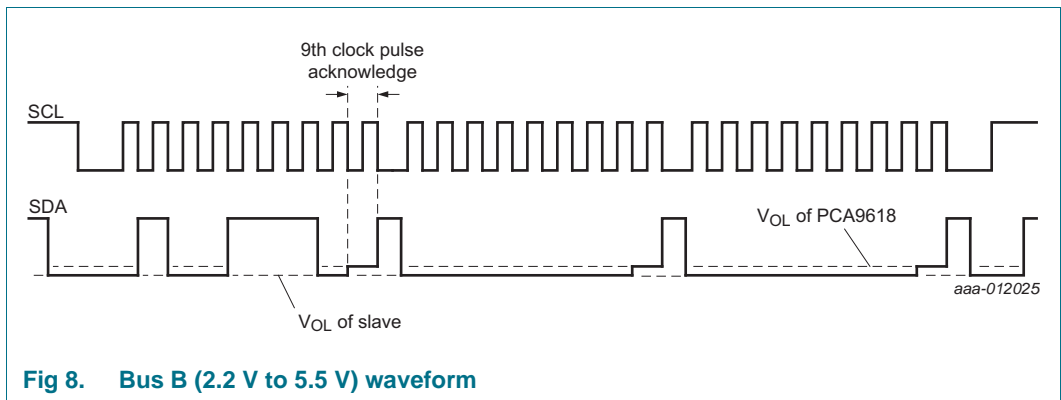 9th clock pulse
acknowledge
SCL
SDA
VOL of PCA9618
aaa-012025
VOL of slave
Fig 8. Bus B (2.2 V to 5.5 V) waveform